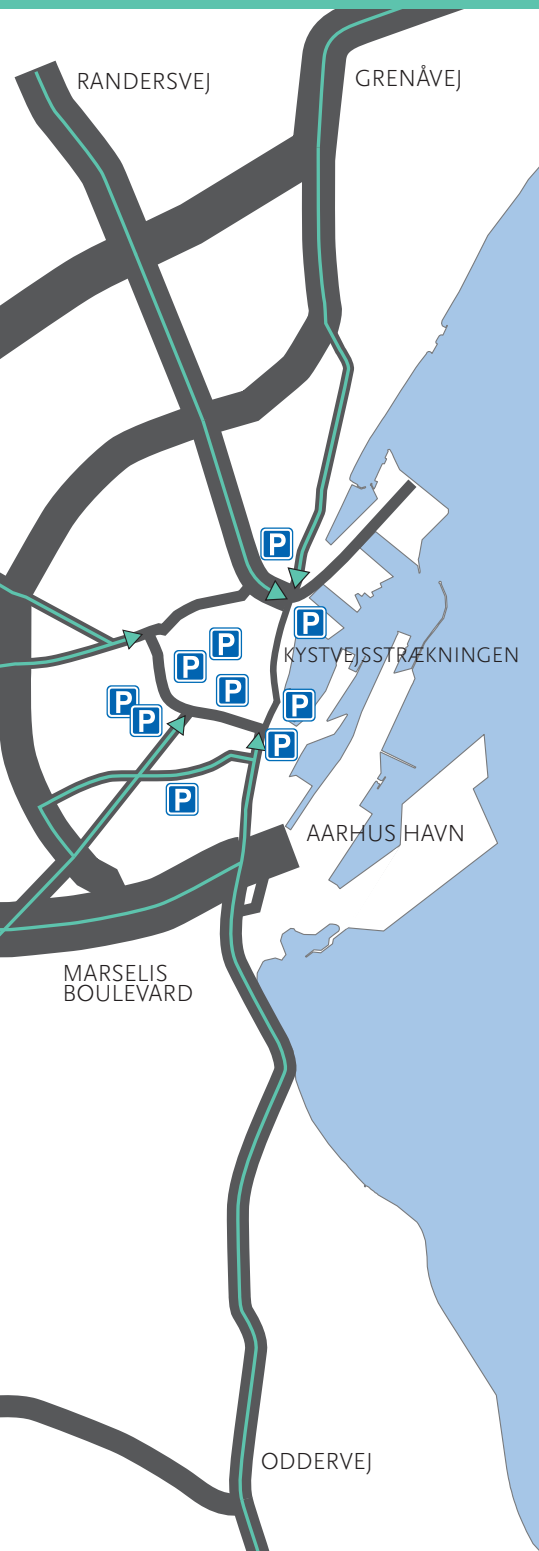 RANDERSVEJ
GRENÅVEJ
P
P
P
KYSTVEJSSTRÆKNINGEN
P
P
P
P
P
P
P
AARHUS HAVN
MARSELIS
BOULEVARD
ODDERVEJ